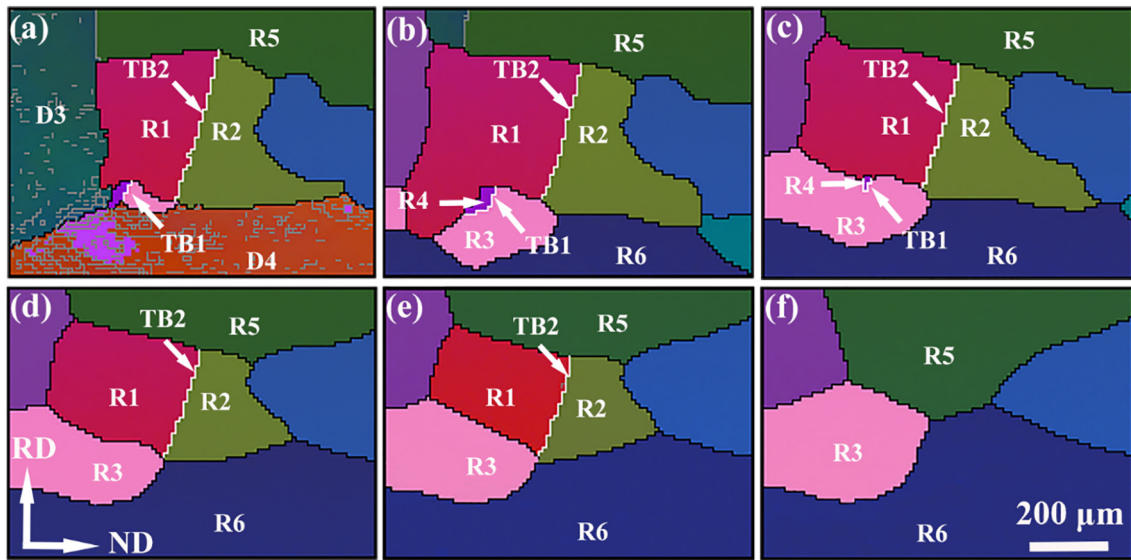 (a)
R5
TB2
D3
R1
R2
TB1
D4
(b)
R5
TB2
R1
R2
R4
R3
TB1
R6
(c)
R5
TB2
R1
R2
R4
R3
TB1
R6
(d)
TB2
R5
R1
R2
RD
R3
R6
ND
(e)
TB2
R5
R1
R2
R3
R6
(f)
R5
R3
R6
200 μm